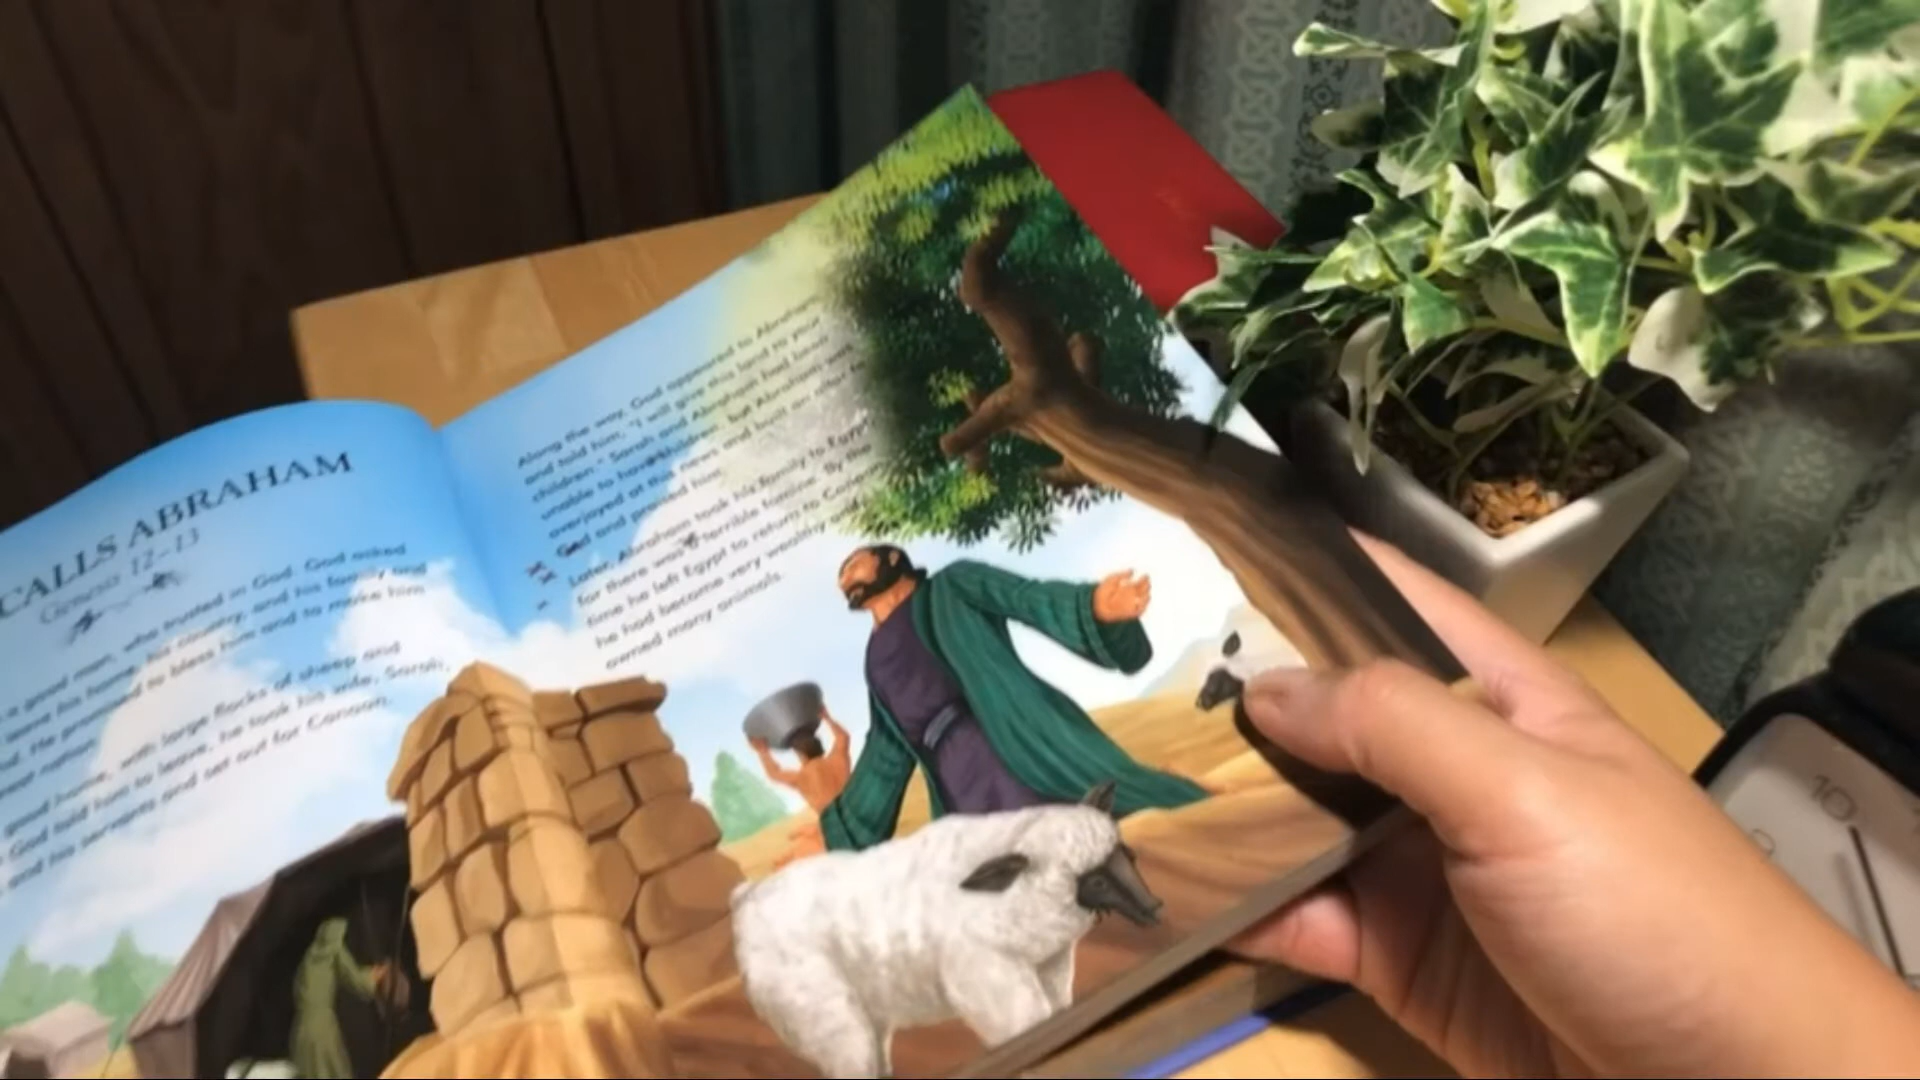 CALLS ABRAHAM
Genesis 12–13
a good man, who trusted in God. God asked
leave his home, his country, and his family and
He promised to bless him and to make him
great nation.
good home, with large flocks of sheep and
God told him to leave, he took his wife, Sarah,
and his servants and set out for Canaan.
Along the way, God appeared to Abraham
and told him, "I will give this land to your
children." Sarah and Abraham had been
unable to have children, but Abraham was
overjoyed at this news and built an altar to
God and praised him.
Later, Abraham took his family to Egypt
for there was a terrible famine. By the
time he left Egypt to return to Canaan
he had become very wealthy and
owned many animals.
10